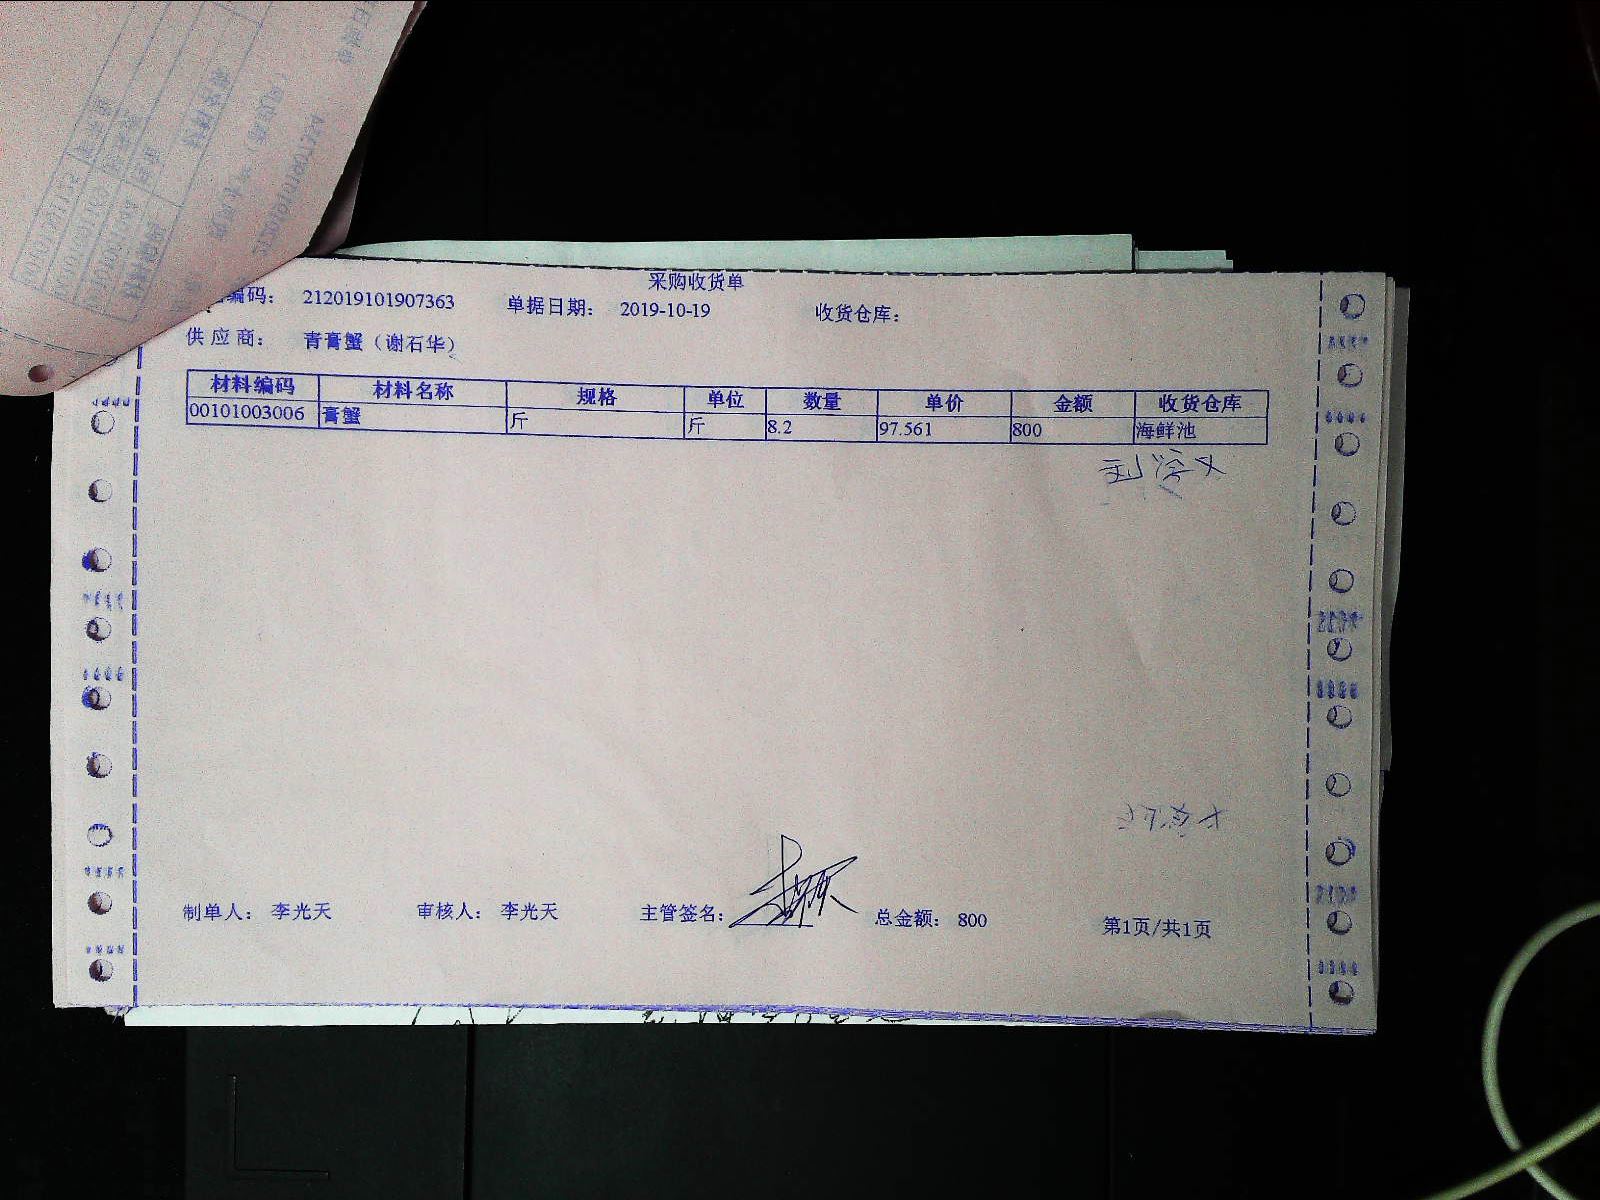 采购收货单
编码： 212019101907363 单据日期： 2019-10-19 收货仓库：
供应商： 青膏蟹（谢石华）
材料编码 材料名称 规格 单位 数量 单价 金额 收货仓库
00101003006 膏蟹 斤 斤 8.2 97.561 800 海鲜池
制单人： 李光天 审核人： 李光天 主管签名： 总金额： 800 第1页/共1页